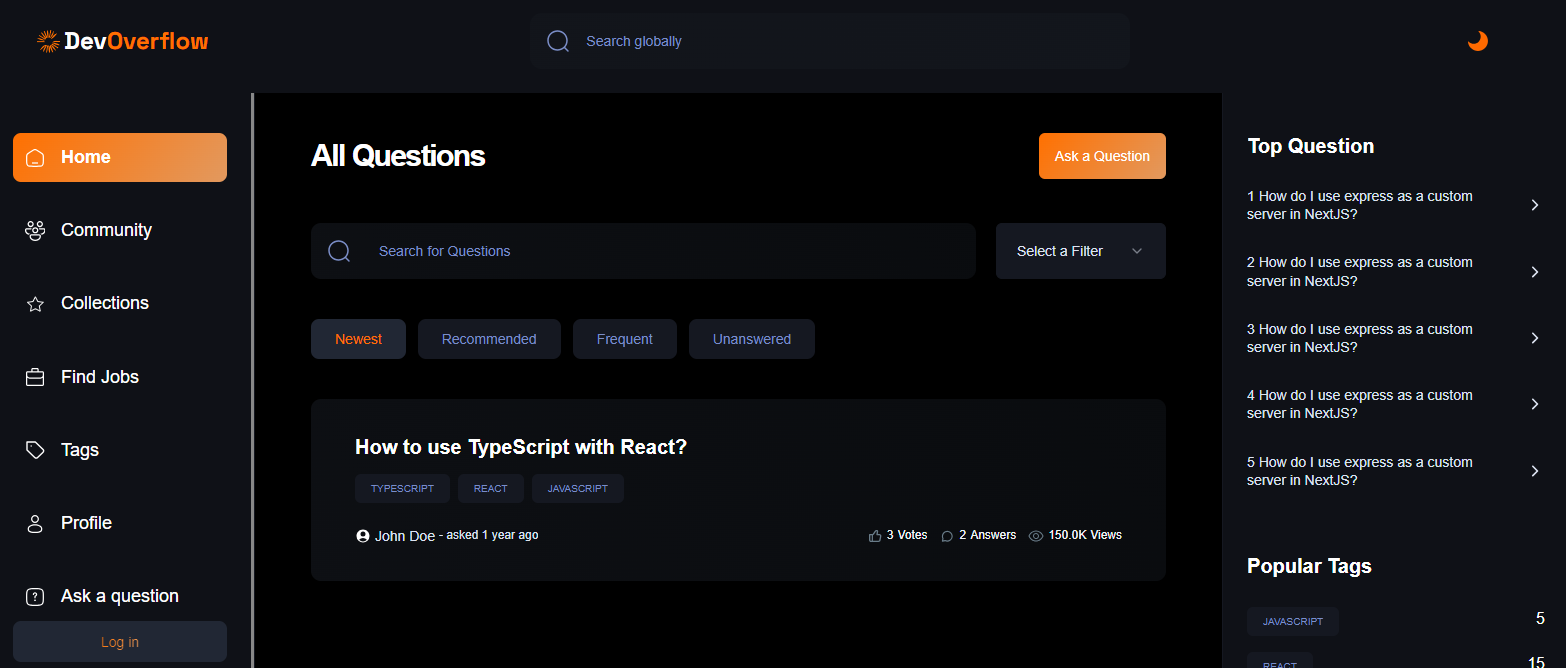 DevOverflow
Search globally
Home
Community
Collections
Find Jobs
Tags
Profile
Ask a question
Log in
All Questions
Ask a Question
Search for Questions
Select a Filter
Newest
Recommended
Frequent
Unanswered
How to use TypeScript with React?
TYPESCRIPT
REACT
JAVASCRIPT
John Doe - asked 1 year ago
3 Votes
2 Answers
150.0K Views
Top Question
1 How do I use express as a custom
server in NextJS?
2 How do I use express as a custom
server in NextJS?
3 How do I use express as a custom
server in NextJS?
4 How do I use express as a custom
server in NextJS?
5 How do I use express as a custom
server in NextJS?
Popular Tags
JAVASCRIPT 5
REACT 15